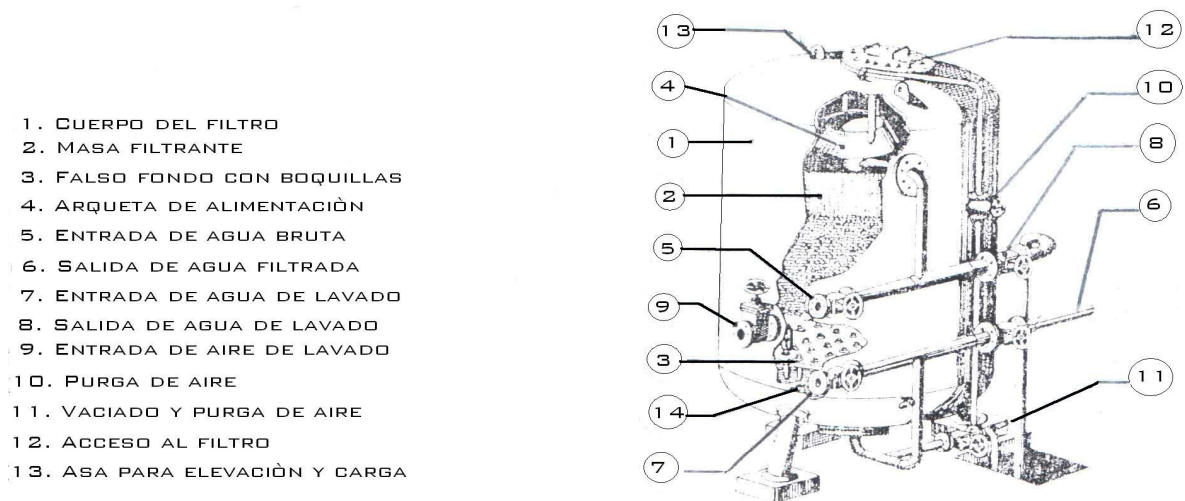 1. CUERPO DEL FILTRO
2. MASA FILTRANTE
3. FALSO FONDO CON BOQUILLAS
4. ARQUETA DE ALIMENTACIÒN
5. ENTRADA DE AGUA BRUTA
6. SALIDA DE AGUA FILTRADA
7. ENTRADA DE AGUA DE LAVADO
8. SALIDA DE AGUA DE LAVADO
9. ENTRADA DE AIRE DE LAVADO
10. PURGA DE AIRE
11. VACIADO Y PURGA DE AIRE
12. ACCESO AL FILTRO
13. ASA PARA ELEVACIÒN Y CARGA
13
12
4
10
1
8
2
6
5
9
3
11
14
7